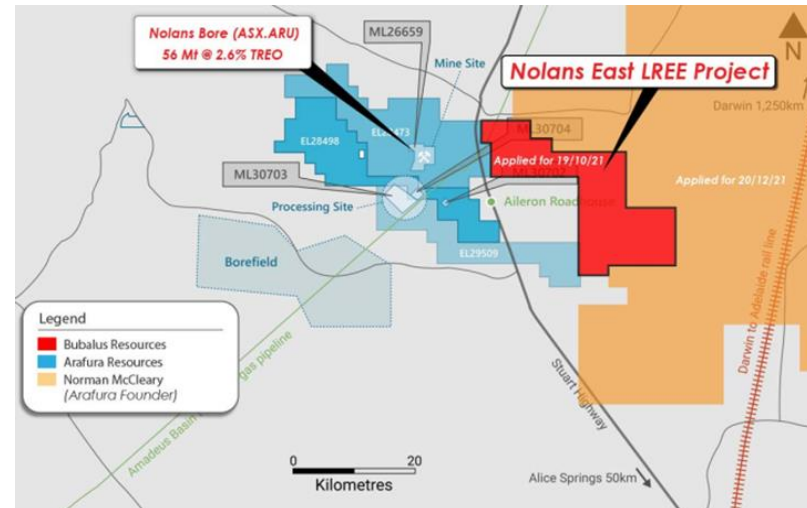 Nolans Bore (ASX.ARU)
56 Mt @ 2.6% TREO
ML26659
Mine Site
N
Nolans East LREE Project
Darwin 1,250km
EL28498
ML30704
Applied for 19/10/21
Applied for 20/12/21
ML30703
Processing Site
Aileron
EL29509
Borefield
Legend
Bubalus Resources
Arafura Resources
Norman McCleary
(Arafura Founder)
Amadeus Basin
gas pipeline
Stuart Highway
Darwin to Adelaide rail line
0 20
Kilometres
Alice Springs 50km